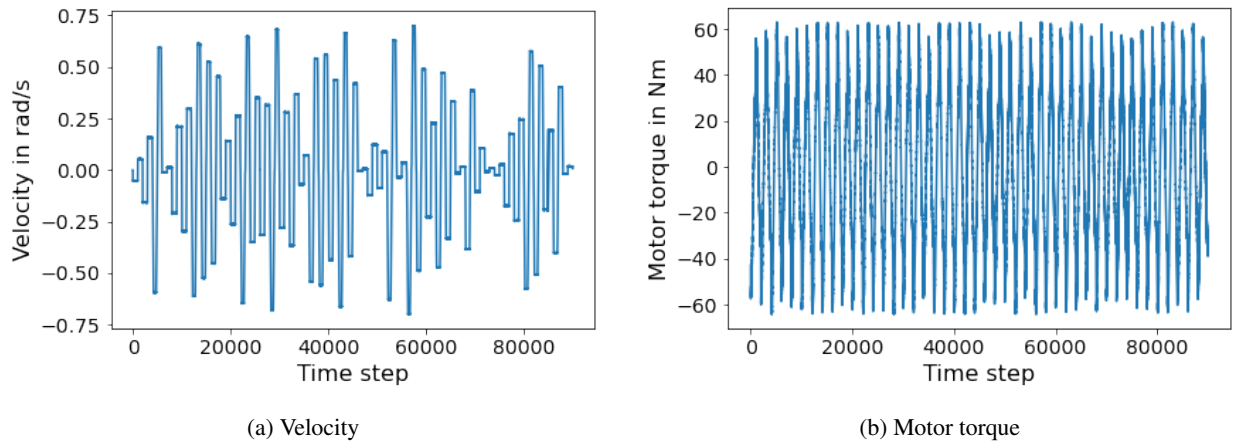 0.75
0.50
0.25
0.00
−0.25
−0.50
−0.75
Velocity in rad/s
0 20000 40000 60000 80000
Time step
(a) Velocity
60
40
20
0
−20
−40
−60
Motor torque in Nm
0 20000 40000 60000 80000
Time step
(b) Motor torque